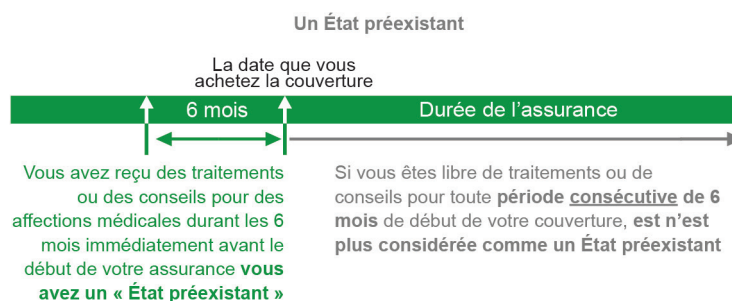 Un État préexistant
La date que vous
achetez la couverture
6 mois
Durée de l’assurance
Vous avez reçu des traitements
ou des conseils pour des
affections médicales durant les 6
mois immédiatement avant le
début de votre assurance vous
avez un « État préexistant »
Si vous êtes libre de traitements ou de
conseils pour toute période consécutive de 6
mois de début de votre couverture, est n’est
plus considérée comme un État préexistant